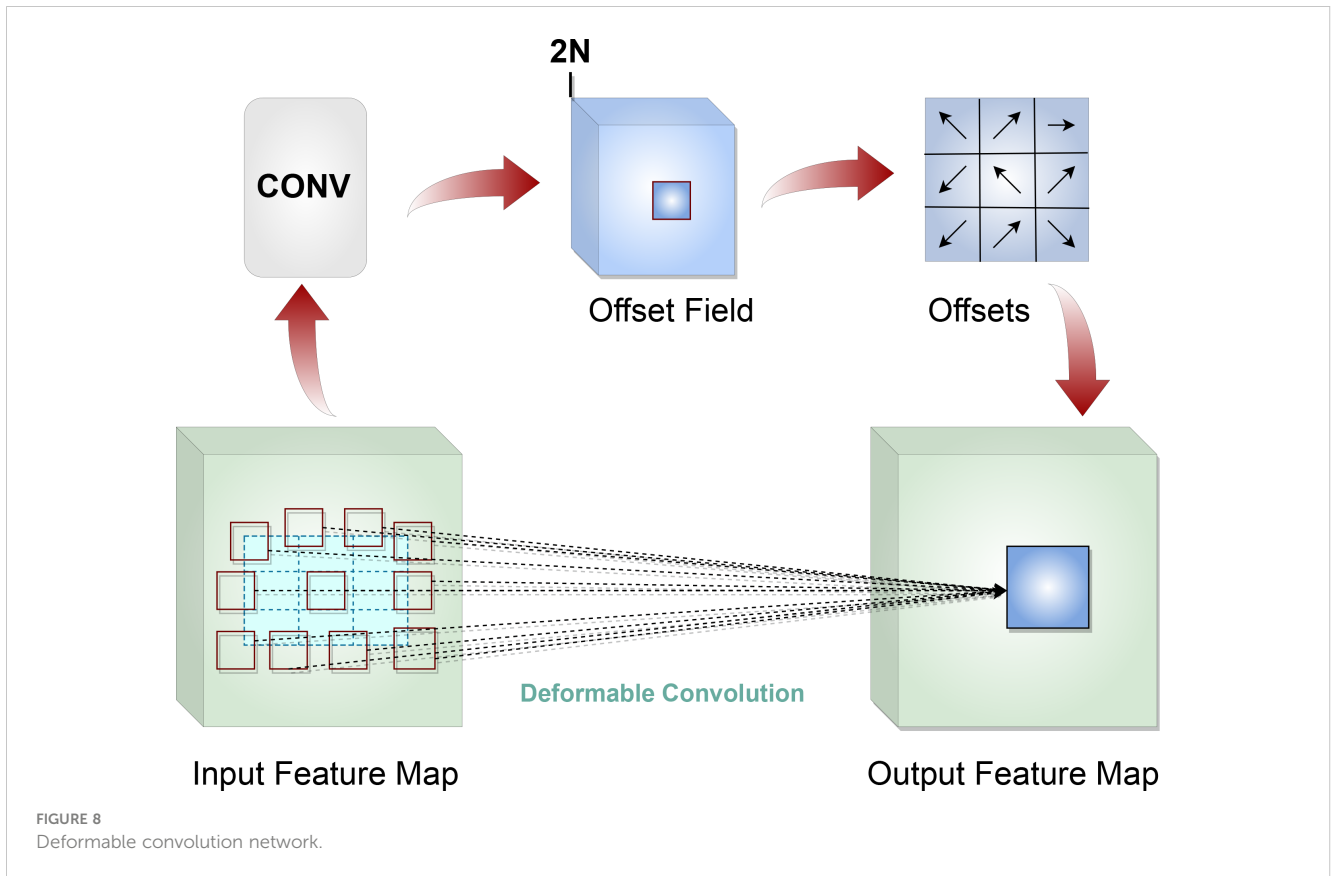 2N
CONV
Offset Field
Offsets
Deformable Convolution
Input Feature Map
Output Feature Map
FIGURE 8
Deformable convolution network.